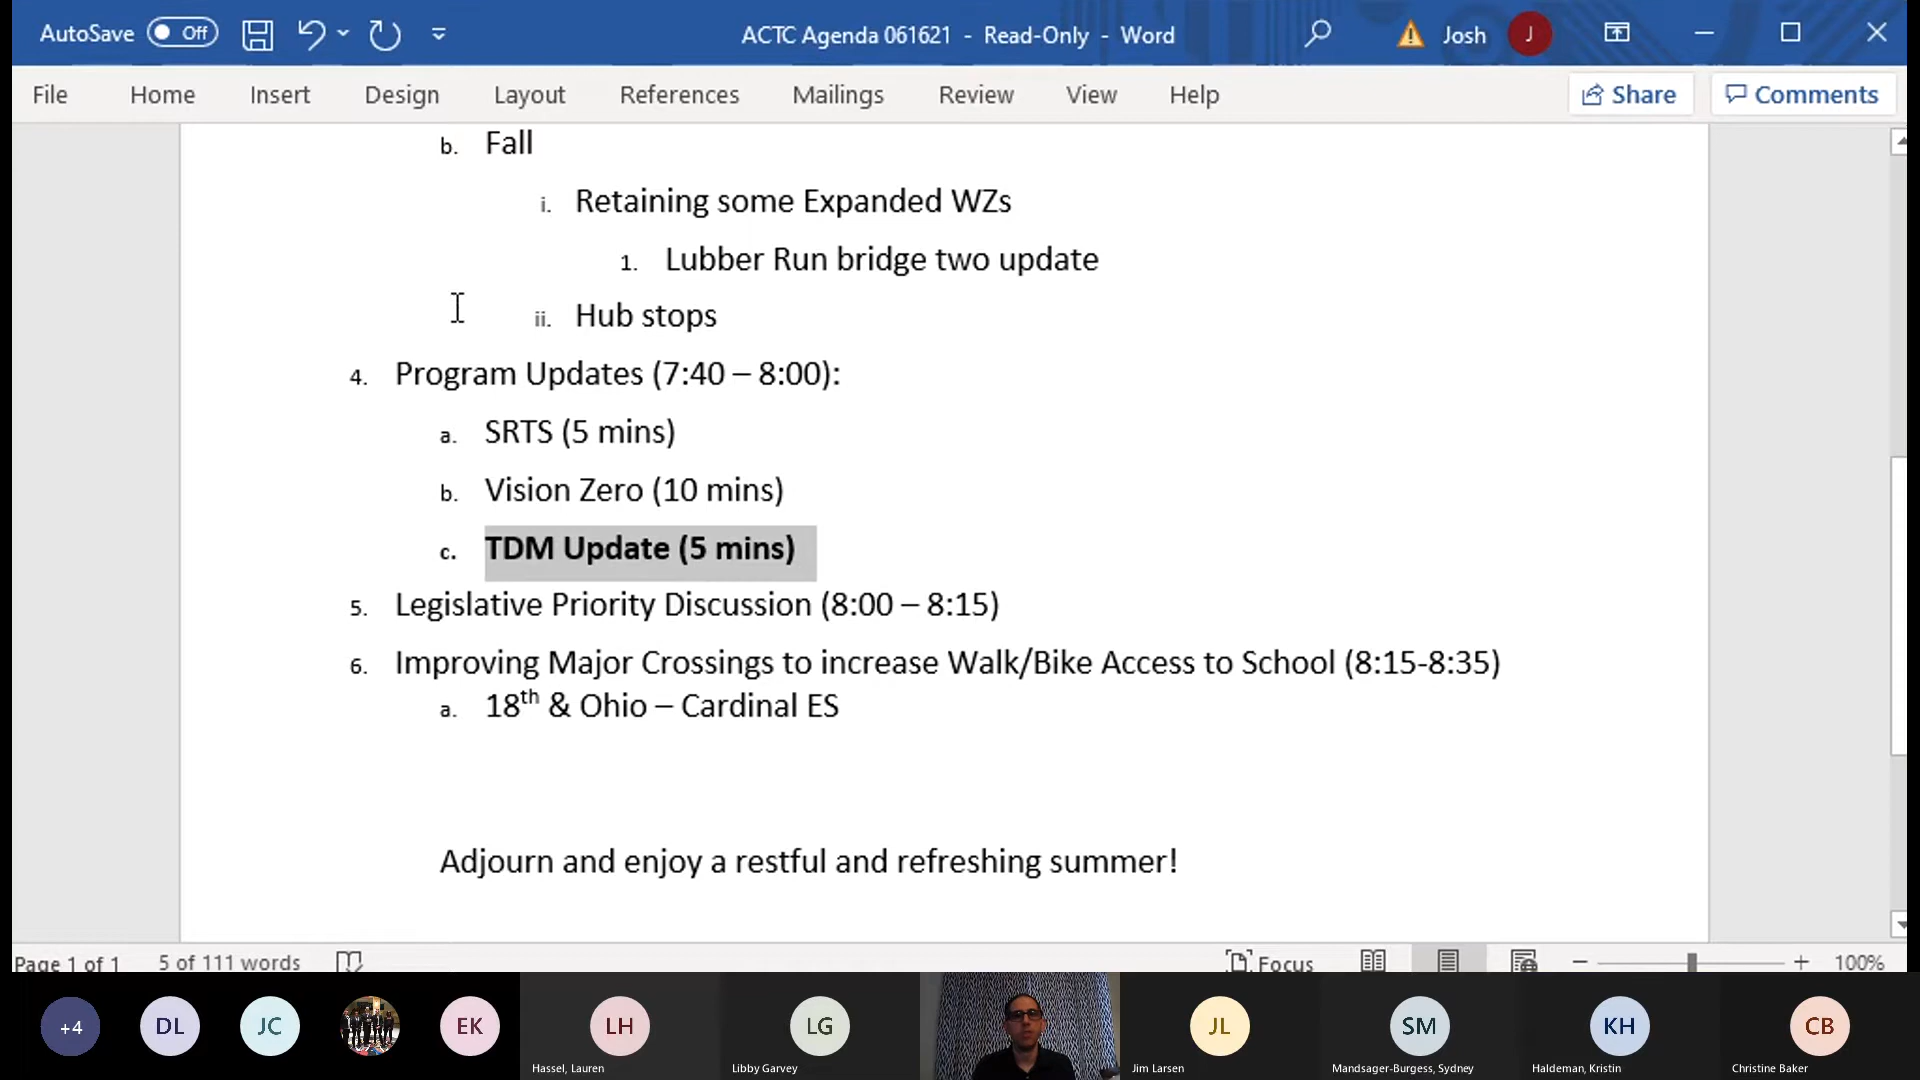 AutoSave Off ACTC Agenda 061621 - Read-Only - Word Josh J
File Home Insert Design Layout References Mailings Review View Help Share Comments
b. Fall
i. Retaining some Expanded WZs
1. Lubber Run bridge two update
ii. Hub stops
4. Program Updates (7:40 – 8:00):
a. SRTS (5 mins)
b. Vision Zero (10 mins)
c. TDM Update (5 mins)
5. Legislative Priority Discussion (8:00 – 8:15)
6. Improving Major Crossings to increase Walk/Bike Access to School (8:15-8:35)
a. 18th & Ohio – Cardinal ES
Adjourn and enjoy a restful and refreshing summer!
Page 1 of 1 5 of 111 words Focus 100%
+4 DL JC EK LH LG JL SM KH CB
Hassel, Lauren Libby Garvey Jim Larsen Mandsager-Burgess, Sydney Haldeman, Kristin Christine Baker